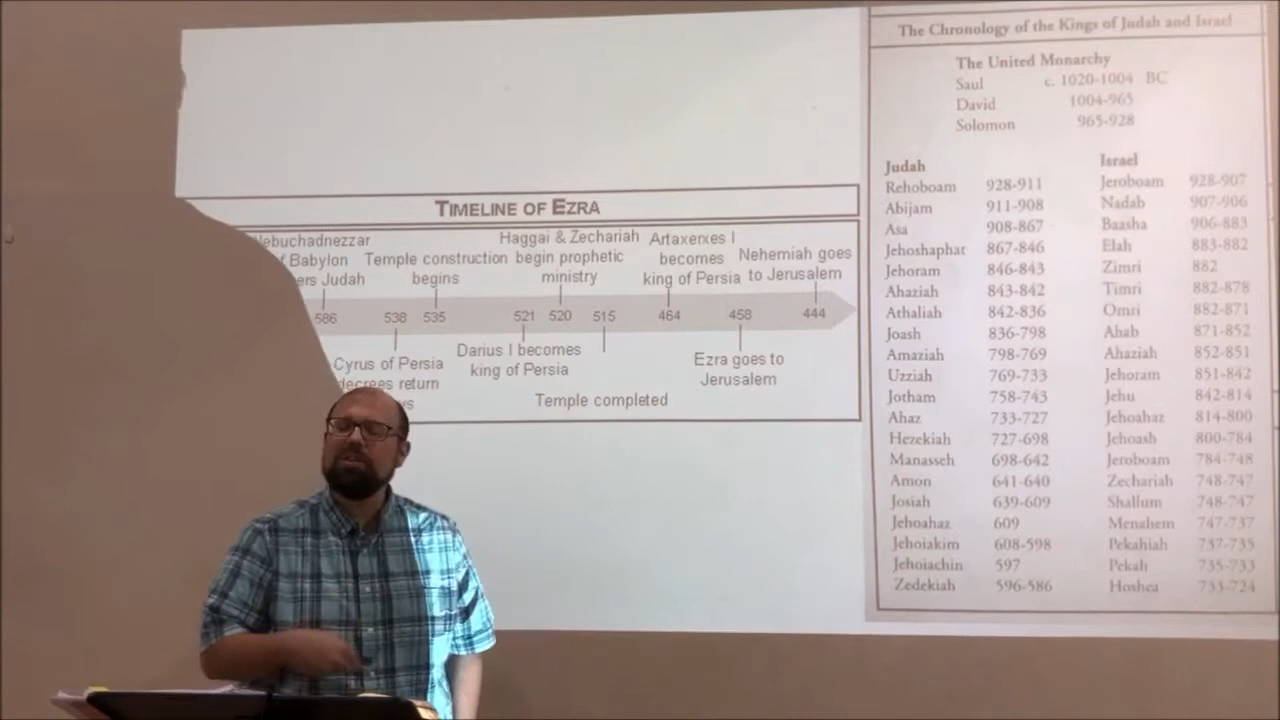 TIMELINE OF EZRA
Nebuchadnezzar
of Babylon
ers Judah
Temple construction
begins
Haggai & Zechariah
begin prophetic
ministry
Artaxerxes I
becomes
king of Persia
Nehemiah goes
to Jerusalem
586 538 535 521 520 515 464 458 444
Cyrus of Persia
decrees return
Darius I becomes
king of Persia
Temple completed
Ezra goes to
Jerusalem
The Chronology of the Kings of Judah and Israel
The United Monarchy
Saul c. 1020-1004 BC
David 1004-965
Solomon 965-928
Judah Israel
Rehoboam 928-911 Jeroboam 928-907
Abijam 911-908 Nadab 907-906
Asa 908-867 Baasha 906-883
Jehoshaphat 867-846 Elah 883-882
Jehoram 846-843 Zimri 882
Ahaziah 843-842 Timri 882-878
Athaliah 842-836 Omri 882-871
Joash 836-798 Ahab 871-852
Amaziah 798-769 Ahaziah 852-851
Uzziah 769-733 Jehoram 851-842
Jotham 758-743 Jehu 842-814
Ahaz 733-727 Jehoahaz 814-800
Hezekiah 727-698 Jehoash 800-784
Manasseh 698-642 Jeroboam 784-748
Amon 641-640 Zechariah 748-747
Josiah 639-609 Shallum 748-747
Jehoahaz 609 Menahem 747-737
Jehoiakim 608-598 Pekahiah 737-735
Jehoiachin 597 Pekah 735-733
Zedekiah 596-586 Hoshea 733-724